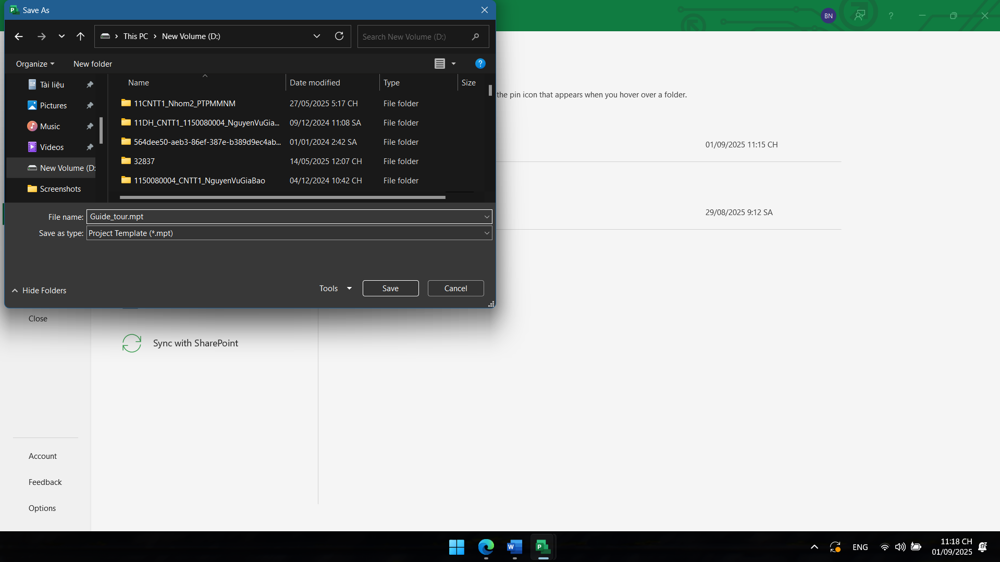 Save As
This PC > New Volume (D:)
Search New Volume (D:)
Organize
New folder
Tài liệu
Pictures
Music
Videos
New Volume (D:
Screenshots
Name
Date modified
Type
Size
11CNTT1_Nhom2_PTPMMNM 27/05/2025 5:17 CH File folder
11DH_CNTT1_1150080004_NguyenVuGia... 09/12/2024 11:08 SA File folder
564dee50-aeb3-86ef-387e-b389d9ec4ab... 01/01/2024 2:42 SA File folder
32837 14/05/2025 12:07 CH File folder
1150080004_CNTT1_NguyenVuGiaBao 04/12/2024 10:42 CH File folder
File name: Guide_tour.mpt
Save as type: Project Template (*.mpt)
Hide Folders
Tools
Save
Cancel
BN
?
the pin icon that appears when you hover over a folder.
01/09/2025 11:15 CH
29/08/2025 9:12 SA
Close
Sync with SharePoint
Account
Feedback
Options
ENG
11:18 CH
01/09/2025